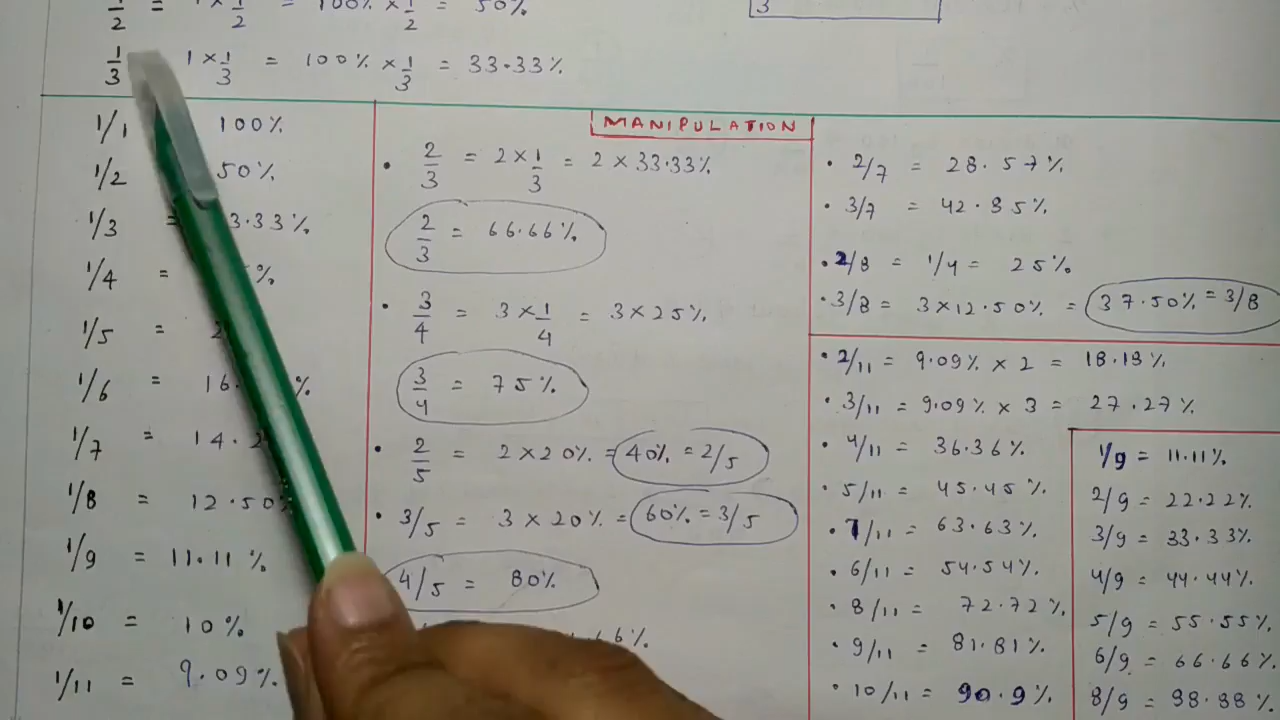 1/2 = 1 × 1/2 = 100% × 1/2 = 50%
1/3 1 × 1/3 = 100% × 1/3 = 33.33%
3
1/1 100%
1/2 50%
1/3 = 3.33%
1/4 = %
1/5 =
1/6 = 16. %
1/7 = 14.2
1/8 = 12.50%
1/9 = 11.11%
1/10 = 10%
1/11 = 9.09%
MANIPULATION
• 2/3 = 2 × 1/3 = 2 × 33.33%
2/3 = 66.66%
• 3/4 = 3 × 1/4 = 3 × 25%
3/4 = 75%
• 2/5 = 2 × 20% = 40% = 2/5
• 3/5 = 3 × 20% = 60% = 3/5
4/5 = 80%
66%
• 2/7 = 28.57%
• 3/7 = 42.85%
• 2/8 = 1/4 = 25%
• 3/8 = 3 × 12.50% = 37.50% = 3/8
• 2/11 = 9.09% × 2 = 18.18%
• 3/11 = 9.09% × 3 = 27.27%
• 4/11 = 36.36%
• 5/11 = 45.45%
• 7/11 = 63.63%
• 6/11 = 54.54%
• 8/11 = 72.72%
• 9/11 = 81.81%
• 10/11 = 90.9%
1/9 = 11.11%
2/9 = 22.22%
3/9 = 33.33%
4/9 = 44.44%
5/9 = 55.55%
6/9 = 66.66%
8/9 = 88.88%